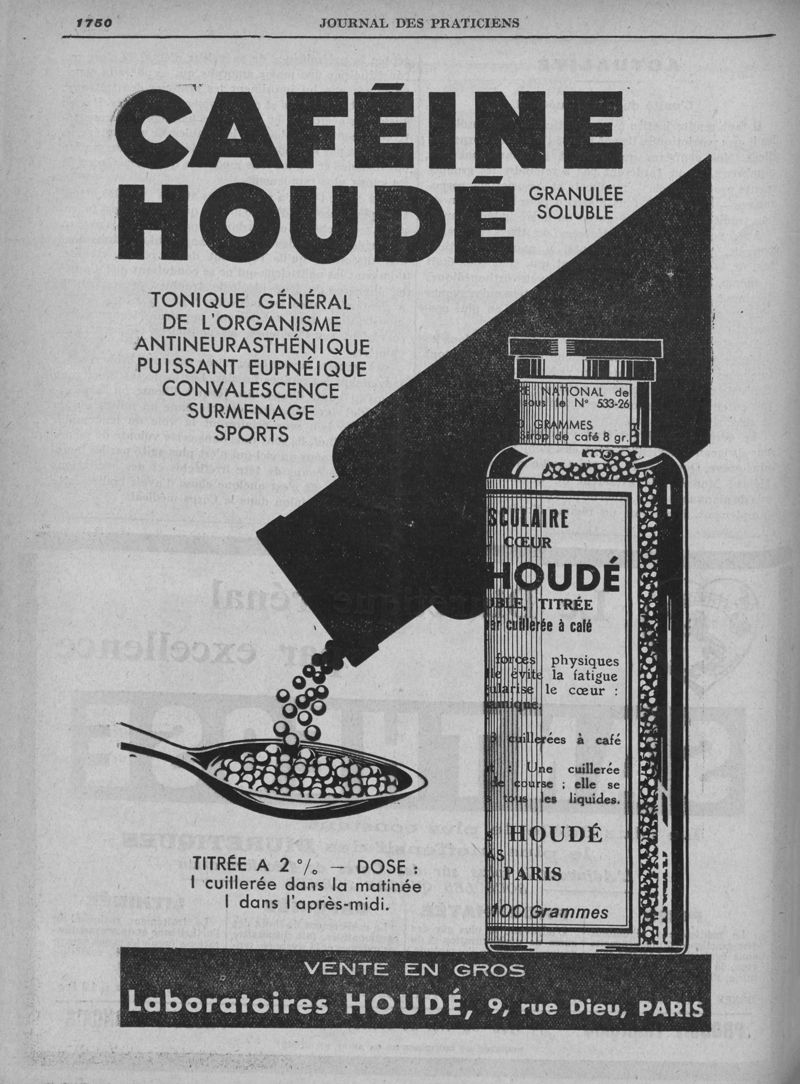 1750
JOURNAL DES PRATICIENS
CAFÉINE
HOUDÉ
GRANULÉE
SOLUBLE
TONIQUE GÉNÉRAL
DE L'ORGANISME
ANTINEURASTHÉNIQUE
PUISSANT EUPNÉIQUE
CONVALESCENCE
SURMENAGE
SPORTS
NATIONAL de
sous le Nº 533-26
GRAMMES
Sirop de café 8 gr.
SCULAIRE
CŒUR
HOUDÉ
UBLE, TITRÉE
cuillerée à café
forces physiques
évite la fatigue
ularise le cœur :
amique.
cuillerées à café
: Une cuillerée
de course ; elle se
tous les liquides.
HOUDÉ
PARIS
100 Grammes
TITRÉE A 2 % — DOSE :
1 cuillerée dans la matinée
1 dans l'après-midi.
VENTE EN GROS
Laboratoires HOUDÉ, 9, rue Dieu, PARIS